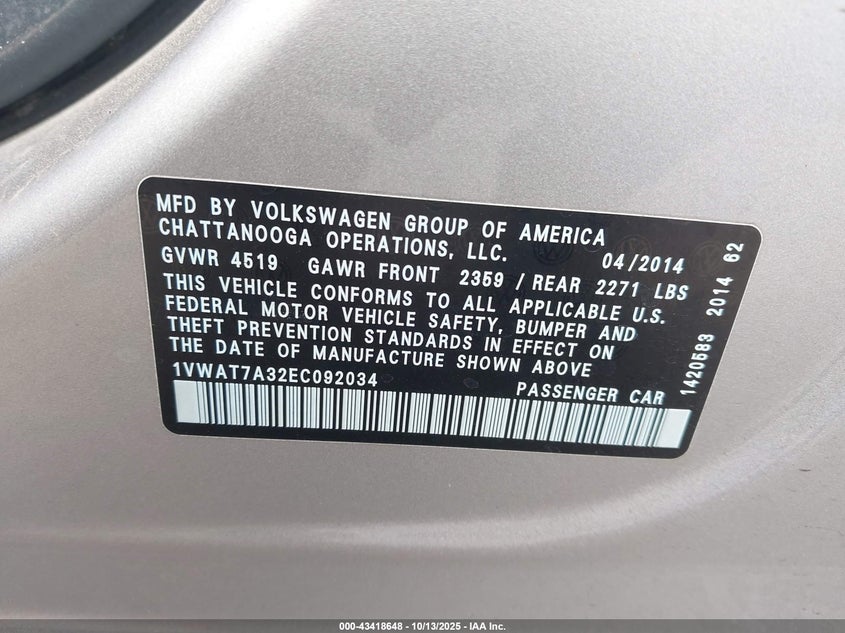 MFD BY VOLKSWAGEN GROUP OF AMERICA
CHATTANOOGA OPERATIONS, LLC. 04/2014
GVWR 4519 GAWR FRONT 2359 / REAR 2271 LBS
THIS VEHICLE CONFORMS TO ALL APPLICABLE U.S.
FEDERAL MOTOR VEHICLE SAFETY, BUMPER AND
THEFT PREVENTION STANDARDS IN EFFECT ON
THE DATE OF MANUFACTURE SHOWN ABOVE
1VWAT7A32EC092034 PASSENGER CAR
1420583 2014 62
000-43418648 - 10/13/2025 - IAA Inc.